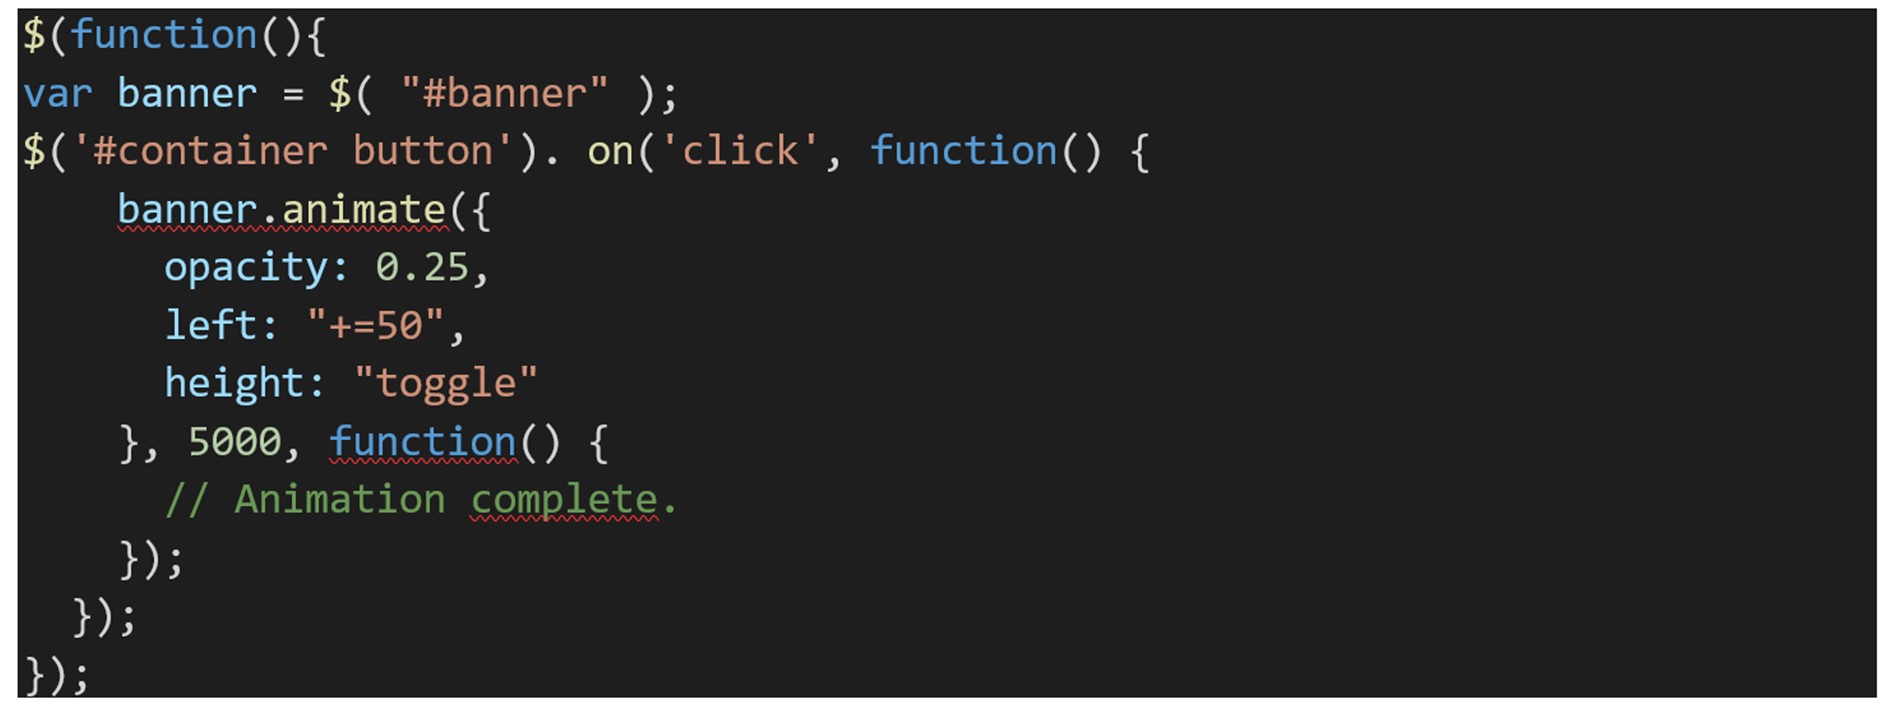 $(function(){
var banner = $( "#banner" );
$('#container button'). on('click', function() {
    banner.animate({
      opacity: 0.25,
      left: "+=50",
      height: "toggle"
    }, 5000, function() {
      // Animation complete.
    });
  });
});